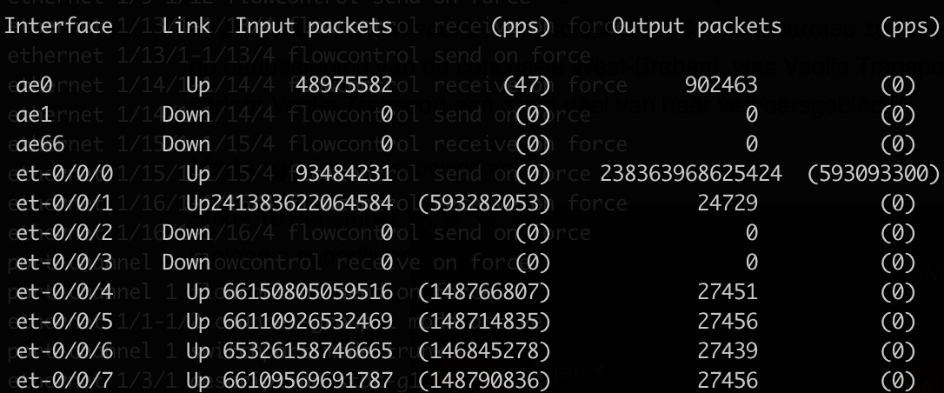 Interface Link Input packets (pps) Output packets (pps)
ae0 Up 48975582 (47) 902463 (0)
ae1 Down 0 (0) 0 (0)
ae66 Down 0 (0) 0 (0)
et-0/0/0 Up 93484231 (0) 238363968625424 (593093300)
et-0/0/1 Up241383622064584 (593282053) 24729 (0)
et-0/0/2 Down 0 (0) 0 (0)
et-0/0/3 Down 0 (0) 0 (0)
et-0/0/4 Up 66150805059516 (148766807) 27451 (0)
et-0/0/5 Up 66110926532469 (148714835) 27456 (0)
et-0/0/6 Up 65326158746665 (146845278) 27439 (0)
et-0/0/7 Up 66109569691787 (148790836) 27456 (0)